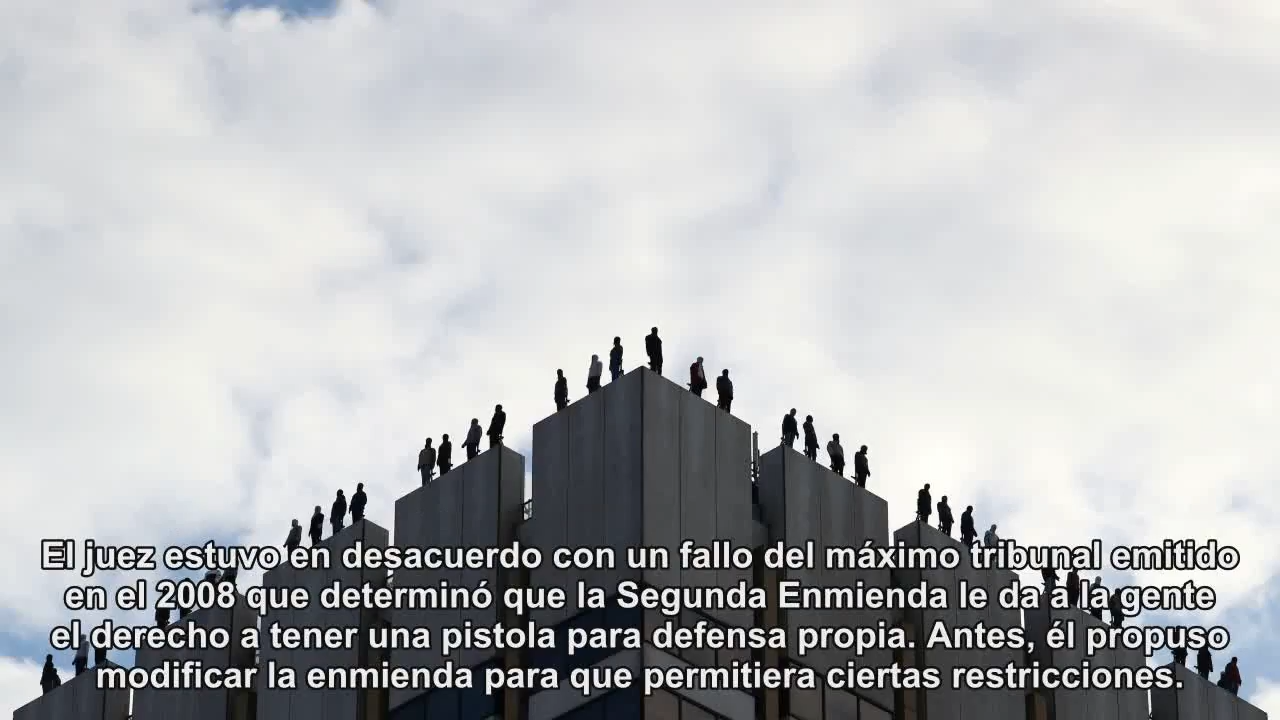 El juez estuvo en desacuerdo con un fallo del máximo tribunal emitido
en el 2008 que determinó que la Segunda Enmienda le da a la gente
el derecho a tener una pistola para defensa propia. Antes, él propuso
modificar la enmienda para que permitiera ciertas restricciones.